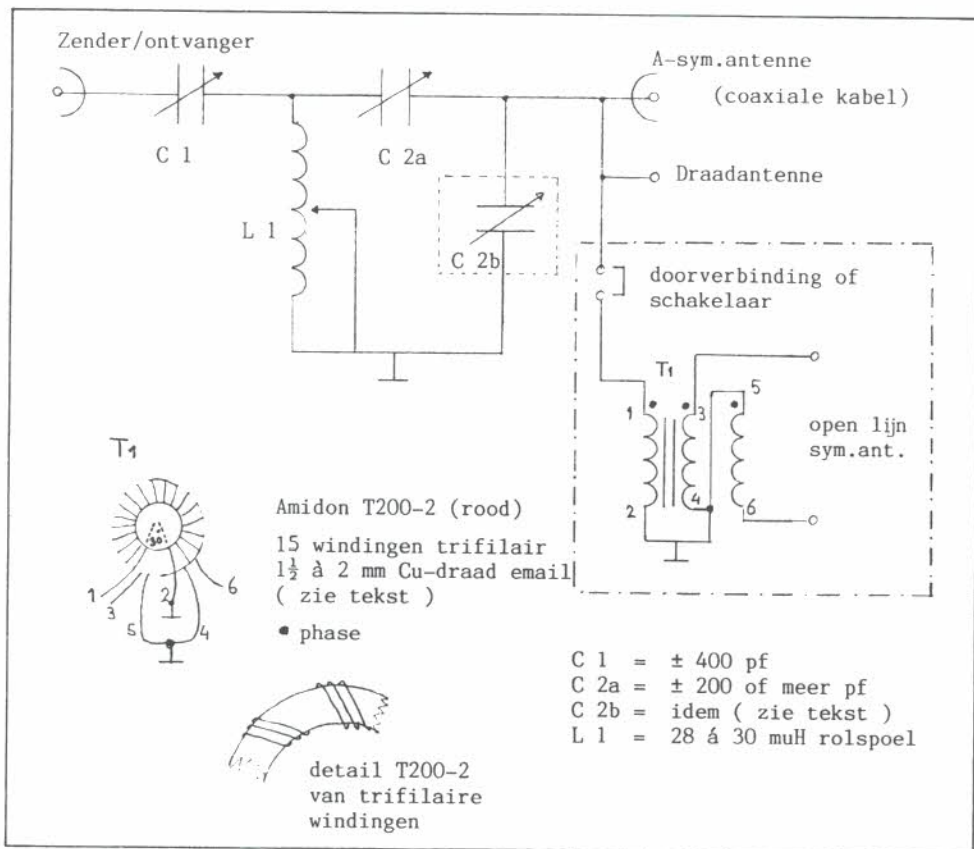 Zender/ontvanger
A-sym.antenne
(coaxiale kabel)
C 1
C 2a
Draadantenne
L 1
C 2b
doorverbinding of
schakelaar
T1
1
3
5
2
4
6
open lijn
sym.ant.
T1
30°
1
3
2
6
5
4
Amidon T200-2 (rood)
15 windingen trifilair
1½ à 2 mm Cu-draad email
( zie tekst )
• phase
detail T200-2
van trifilaire
windingen
C 1 = ± 400 pf
C 2a = ± 200 of meer pf
C 2b = idem ( zie tekst )
L 1 = 28 á 30 muH rolspoel